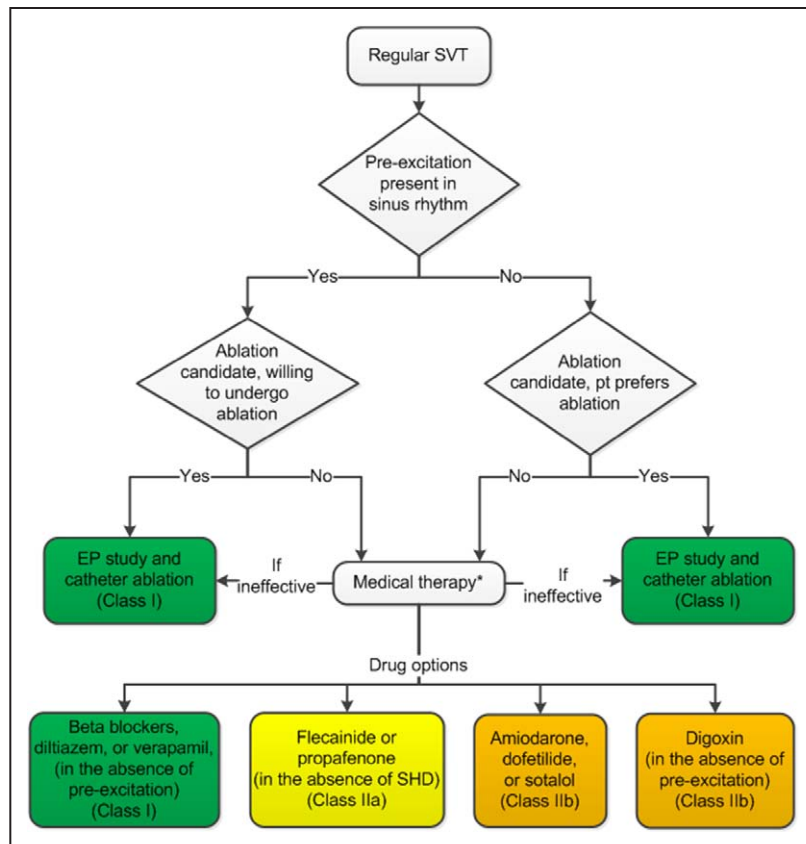 Regular SVT
Pre-excitation
present in
sinus rhythm
Yes
No
Ablation
candidate, willing
to undergo
ablation
Ablation
candidate, pt prefers
ablation
Yes
No
No
Yes
EP study and
catheter ablation
(Class I)
If
ineffective
Medical therapy*
If
ineffective
EP study and
catheter ablation
(Class I)
Drug options
Beta blockers,
diltiazem, or verapamil,
(in the absence of
pre-excitation)
(Class I)
Flecainide or
propafenone
(in the absence of SHD)
(Class IIa)
Amiodarone,
dofetilide,
or sotalol
(Class IIb)
Digoxin
(in the absence of
pre-excitation)
(Class IIb)